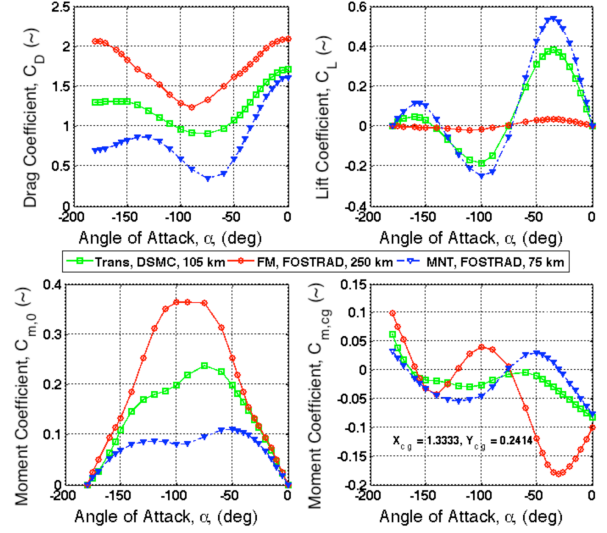 Drag Coefficient, C_D (~)
2.5
2
1.5
1
0.5
0
-200 -150 -100 -50 0
Angle of Attack, α, (deg)
Lift Coefficient, C_L (~)
0.6
0.4
0.2
0
-0.2
-0.4
-200 -150 -100 -50 0
Angle of Attack, α, (deg)
Trans, DSMC, 105 km FM, FOSTRAD, 250 km MNT, FOSTRAD, 75 km
Moment Coefficient, C_m,0 (~)
0.4
0.3
0.2
0.1
0
-200 -150 -100 -50 0
Angle of Attack, α, (deg)
Moment Coefficient, C_m,cg (~)
0.15
0.1
0.05
0
-0.05
-0.1
-0.15
-0.2
X_cg = 1.3333, Y_cg = 0.2414
-200 -150 -100 -50 0
Angle of Attack, α, (deg)